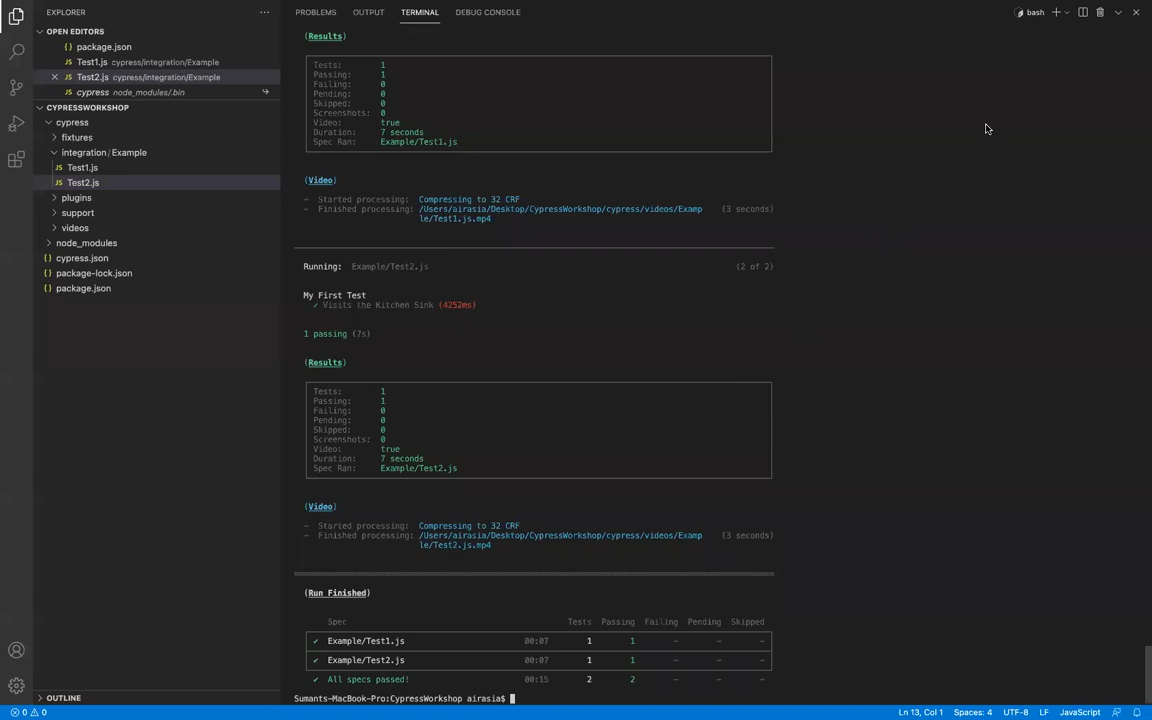 EXPLORER
OPEN EDITORS
{} package.json
JS Test1.js cypress/integration/Example
JS Test2.js cypress/integration/Example
cypress node_modules/.bin
CYPRESSWORKSHOP
cypress
fixtures
integration / Example
JS Test1.js
JS Test2.js
plugins
support
videos
node_modules
{} cypress.json
{} package-lock.json
{} package.json
OUTLINE
PROBLEMS OUTPUT TERMINAL DEBUG CONSOLE
bash
(Results)
Tests: 1
Passing: 1
Failing: 0
Pending: 0
Skipped: 0
Screenshots: 0
Video: true
Duration: 7 seconds
Spec Ran: Example/Test1.js
(Video)
- Started processing: Compressing to 32 CRF
- Finished processing: /Users/airasia/Desktop/CypressWorkshop/cypress/videos/Examp (3 seconds)
le/Test1.js.mp4
Running: Example/Test2.js (2 of 2)
My First Test
✓ Visits the Kitchen Sink (4252ms)
1 passing (7s)
(Results)
Tests: 1
Passing: 1
Failing: 0
Pending: 0
Skipped: 0
Screenshots: 0
Video: true
Duration: 7 seconds
Spec Ran: Example/Test2.js
(Video)
- Started processing: Compressing to 32 CRF
- Finished processing: /Users/airasia/Desktop/CypressWorkshop/cypress/videos/Examp (3 seconds)
le/Test2.js.mp4
(Run Finished)
Spec Tests Passing Failing Pending Skipped
✔ Example/Test1.js 00:07 1 1 - - -
✔ Example/Test2.js 00:07 1 1 - - -
✔ All specs passed! 00:15 2 2 - - -
Sumants-MacBook-Pro:CypressWorkshop airasia$
0 0
Ln 13, Col 1 Spaces: 4 UTF-8 LF JavaScript